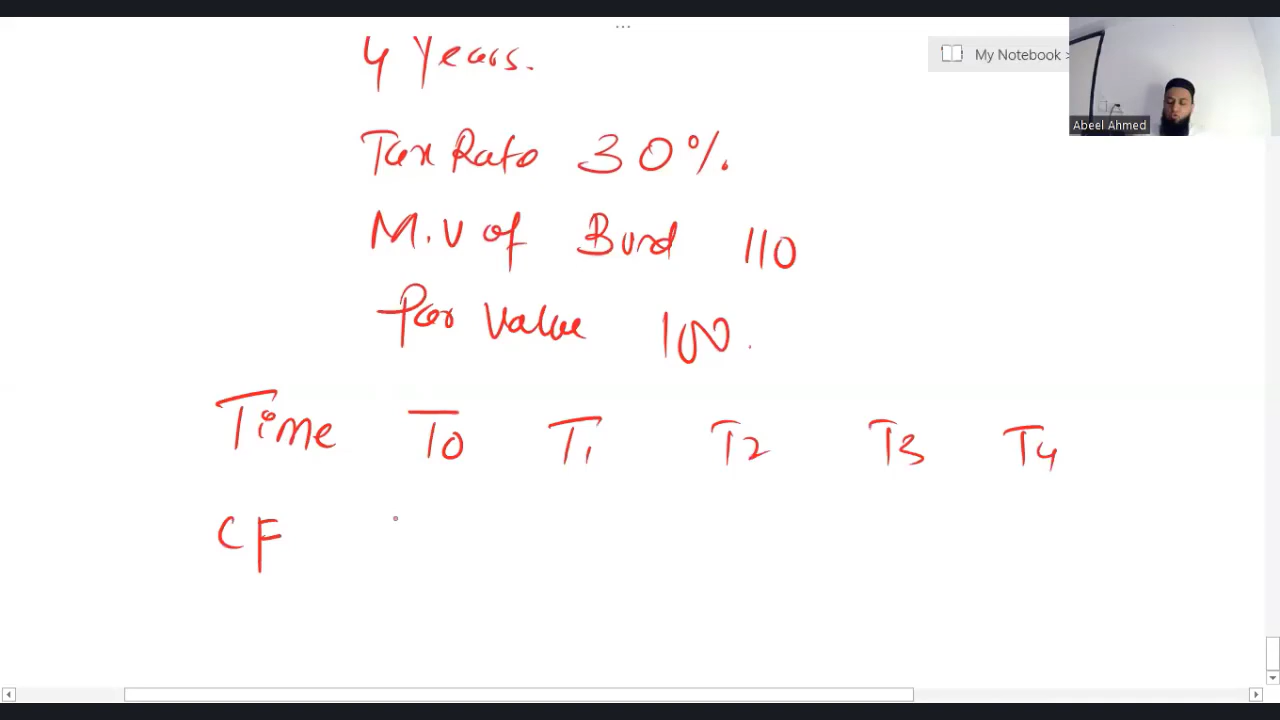 ...
My Notebook >
Abeel Ahmed
4 Years.
Tax Rate 30%.
M.V of Bond 110
Par Value 100.
Time T0 T1 T2 T3 T4
CF